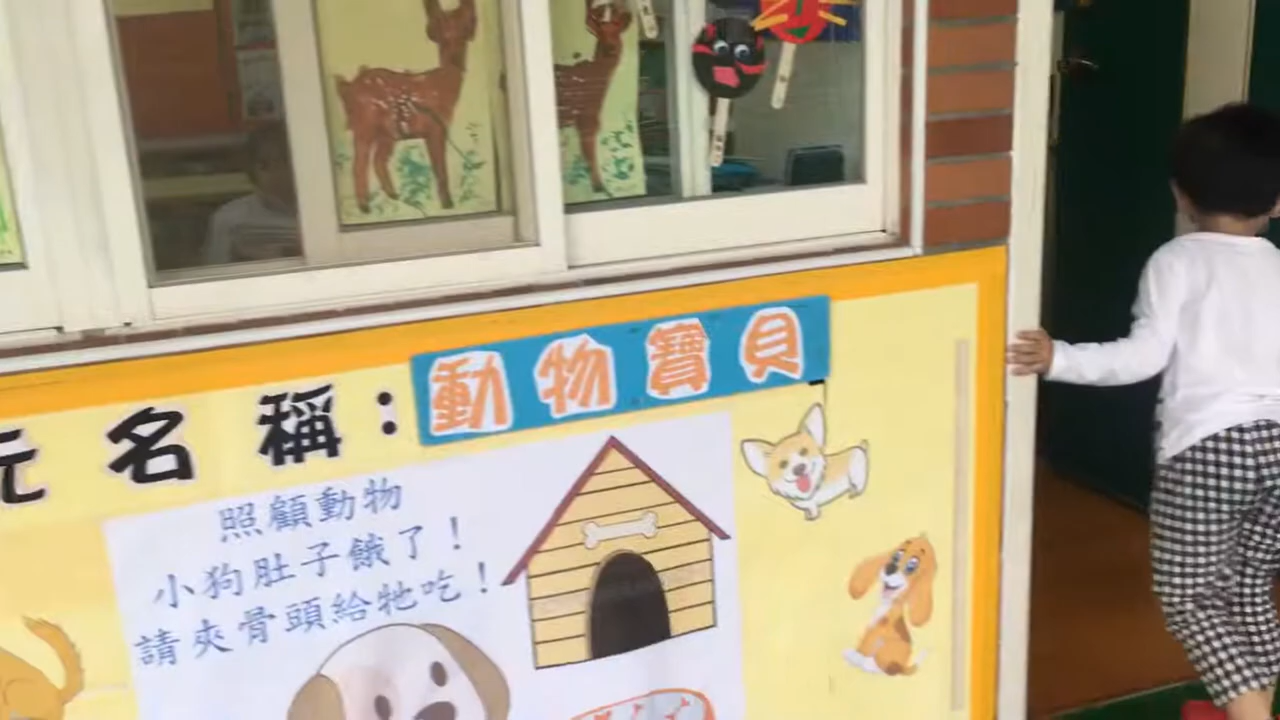 元名稱：動物寶貝
照顧動物
小狗肚子餓了！
請夾骨頭給牠吃！